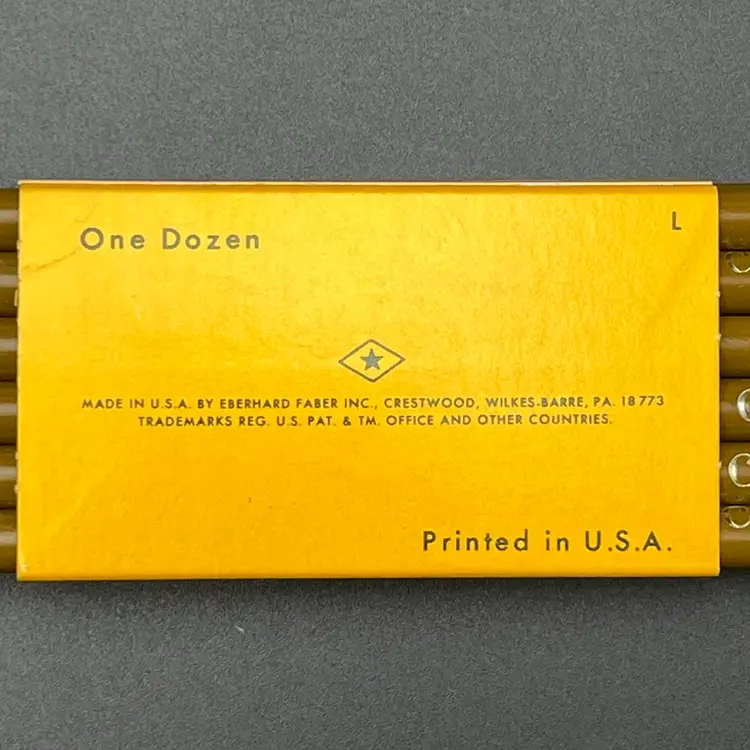 One Dozen
L
MADE IN U.S.A. BY EBERHARD FABER INC., CRESTWOOD, WILKES-BARRE, PA. 18773
TRADEMARKS REG. U.S. PAT. & TM. OFFICE AND OTHER COUNTRIES.
Printed in U.S.A.